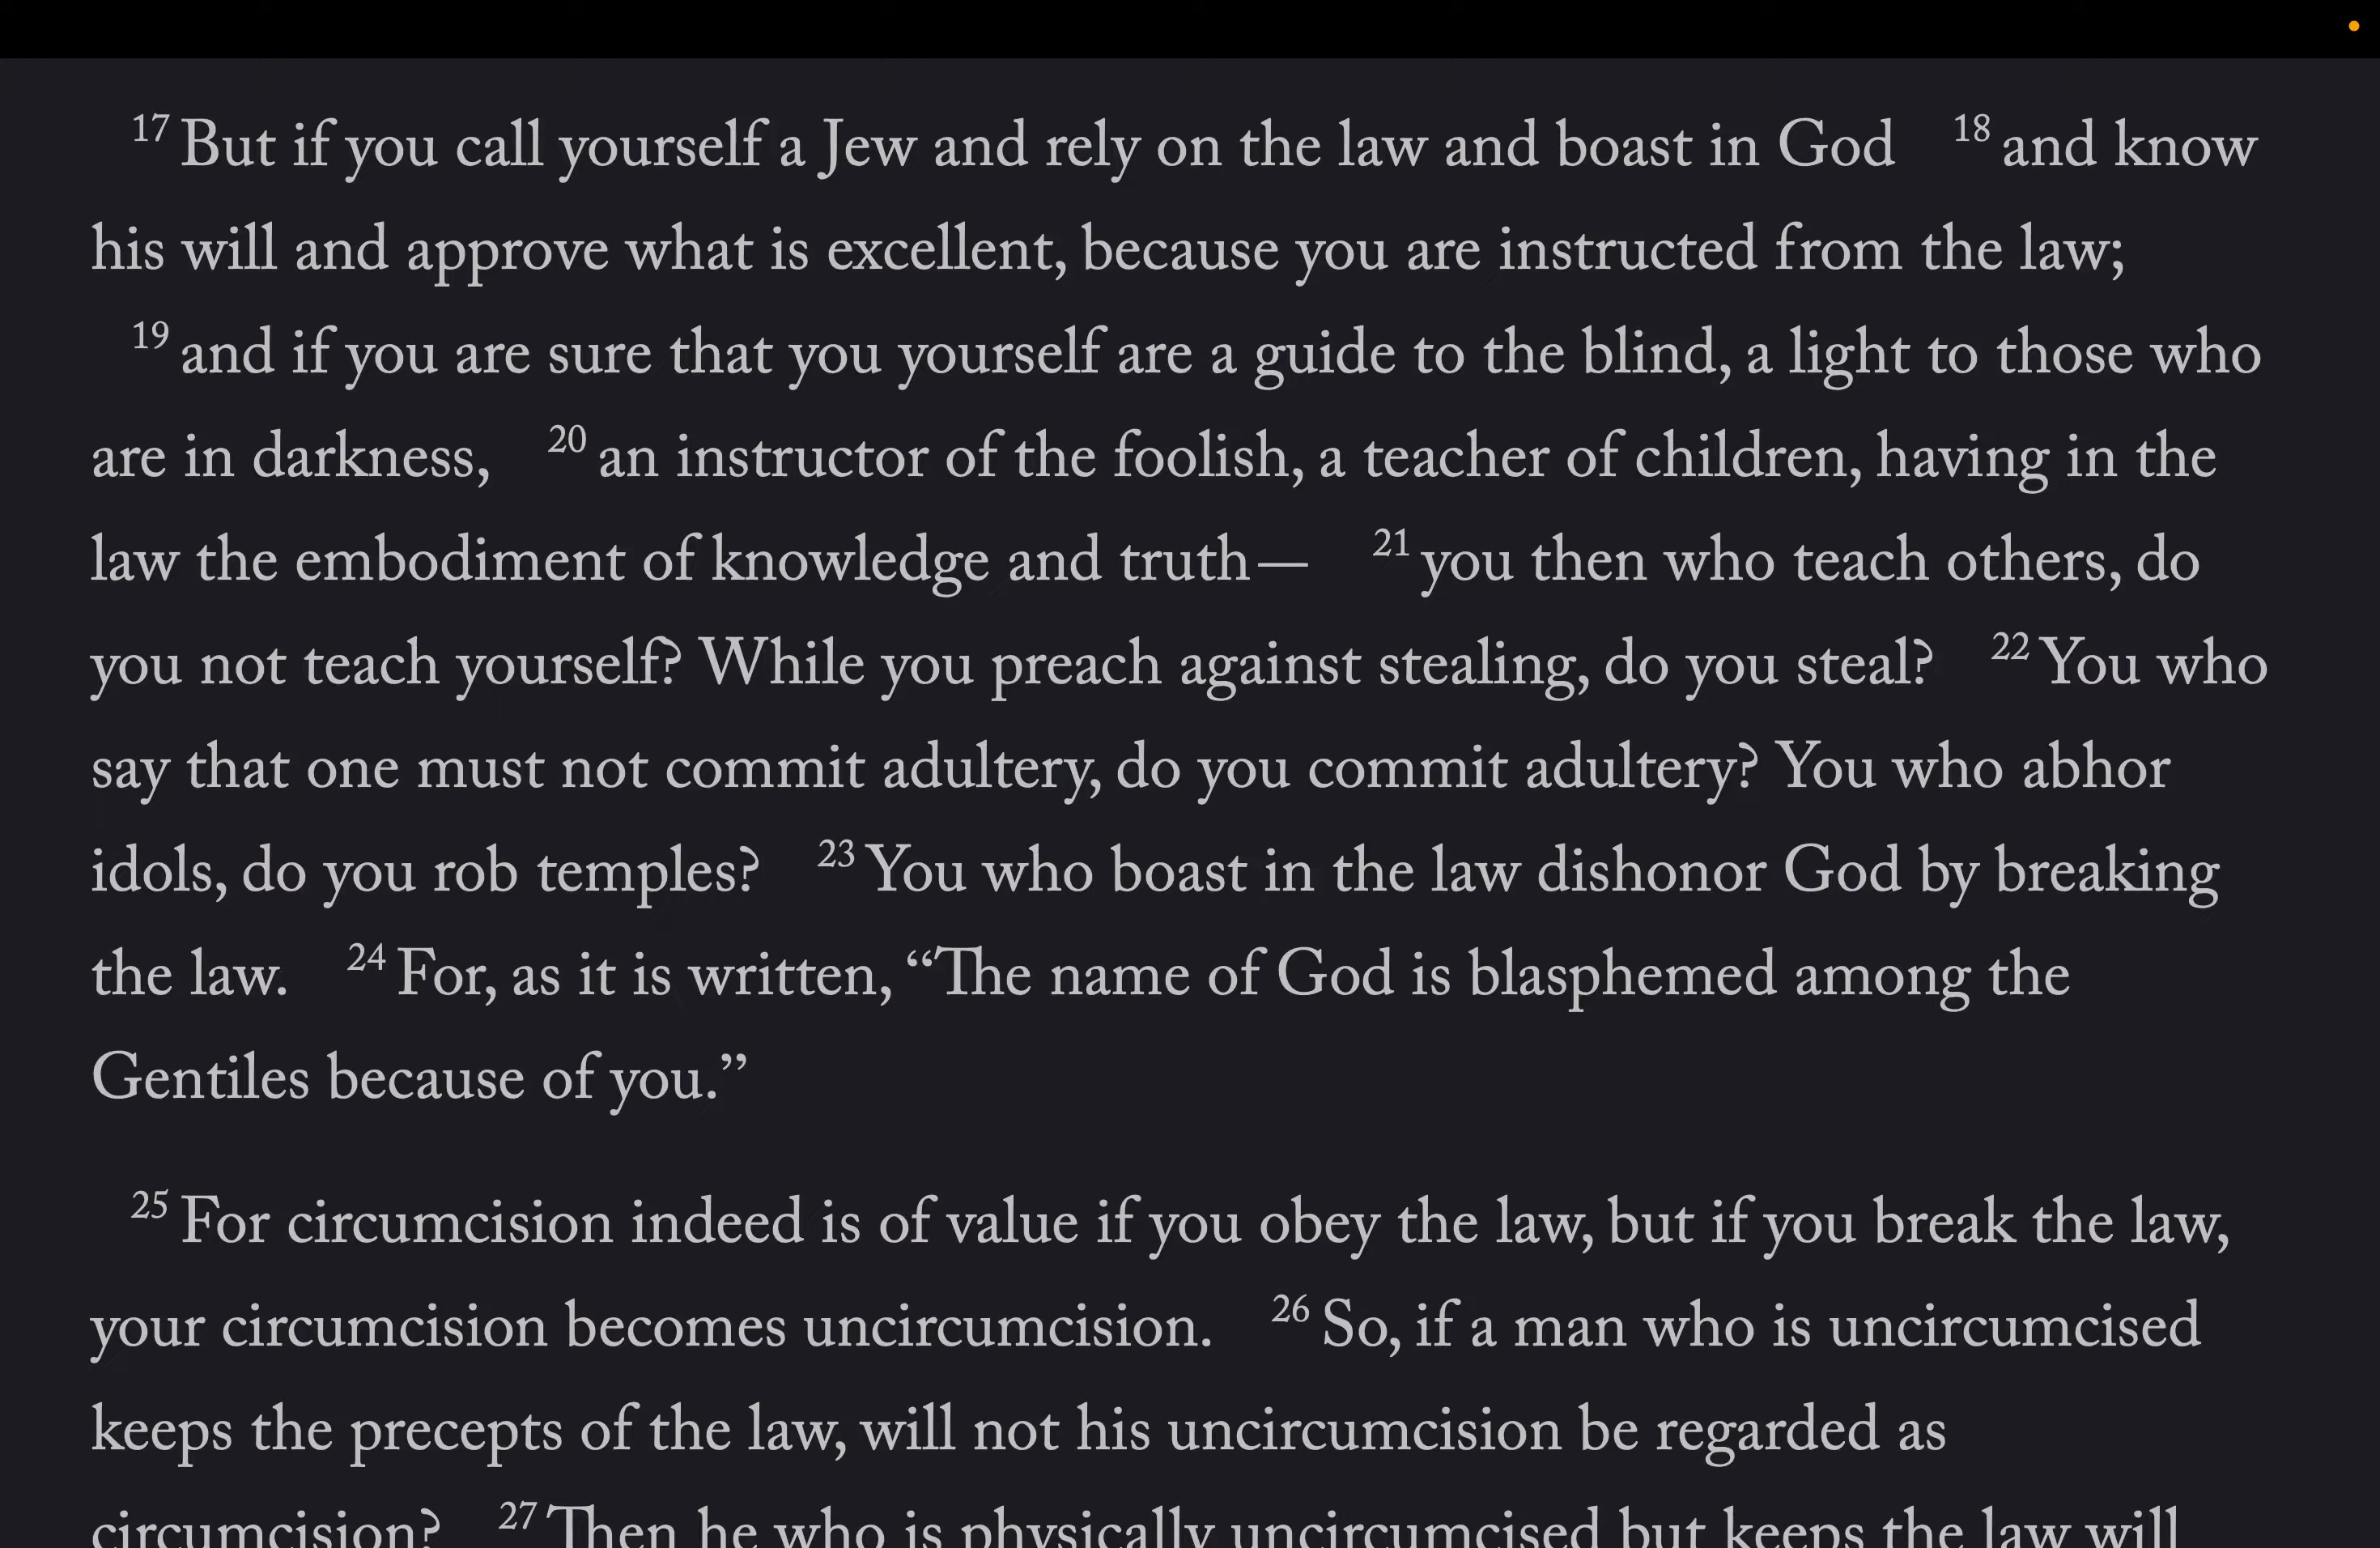 17 But if you call yourself a Jew and rely on the law and boast in God 18 and know
his will and approve what is excellent, because you are instructed from the law;
19 and if you are sure that you yourself are a guide to the blind, a light to those who
are in darkness, 20 an instructor of the foolish, a teacher of children, having in the
law the embodiment of knowledge and truth— 21 you then who teach others, do
you not teach yourself? While you preach against stealing, do you steal? 22 You who
say that one must not commit adultery, do you commit adultery? You who abhor
idols, do you rob temples? 23 You who boast in the law dishonor God by breaking
the law. 24 For, as it is written, “The name of God is blasphemed among the
Gentiles because of you.”
25 For circumcision indeed is of value if you obey the law, but if you break the law,
your circumcision becomes uncircumcision. 26 So, if a man who is uncircumcised
keeps the precepts of the law, will not his uncircumcision be regarded as
circumcision? 27 Then he who is physically uncircumcised but keeps the law will